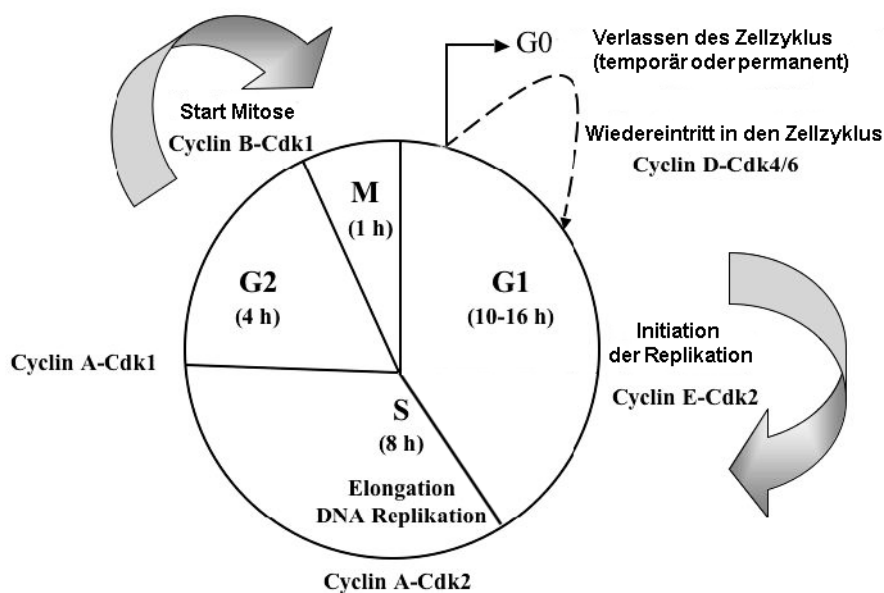 G0
Verlassen des Zellzyklus
(temporär oder permanent)
Start Mitose
Cyclin B-Cdk1
Wiedereintritt in den Zellzyklus
Cyclin D-Cdk4/6
M
(1 h)
G2
(4 h)
G1
(10-16 h)
Initiation
der Replikation
Cyclin E-Cdk2
Cyclin A-Cdk1
S
(8 h)
Elongation
DNA Replikation
Cyclin A-Cdk2